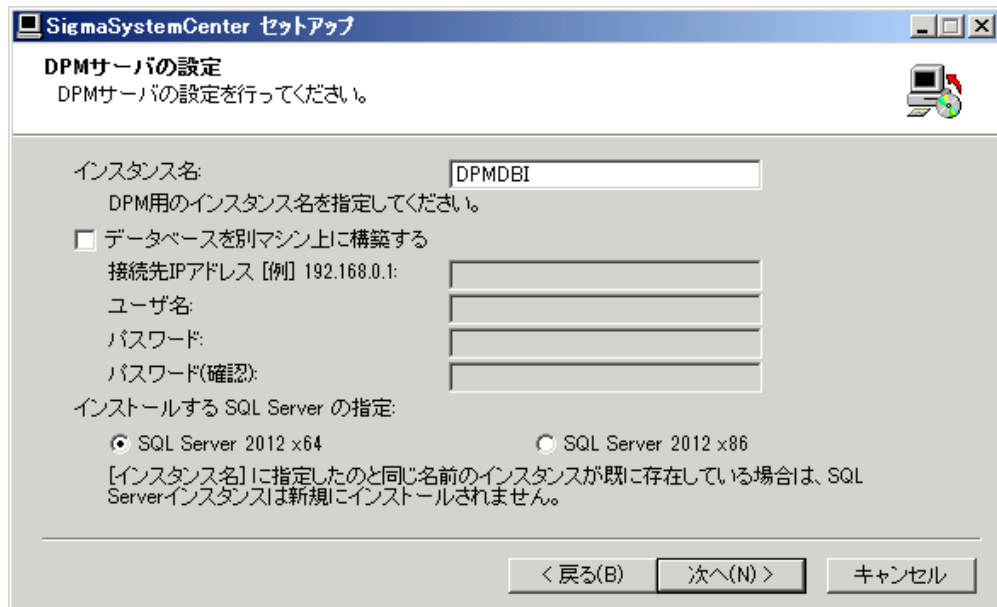 SigmaSystemCenter セットアップ
DPMサーバの設定
DPMサーバの設定を行ってください。
インスタンス名: DPMDBI
DPM用のインスタンス名を指定してください。
データベースを別マシン上に構築する
接続先IPアドレス [例] 192.168.0.1:
ユーザ名:
パスワード:
パスワード(確認):
インストールする SQL Server の指定:
SQL Server 2012 x64 SQL Server 2012 x86
[インスタンス名] に指定したのと同じ名前のインスタンスが既に存在している場合は、SQL
Serverインスタンスは新規にインストールされません。
< 戻る(B) 次へ(N) > キャンセル